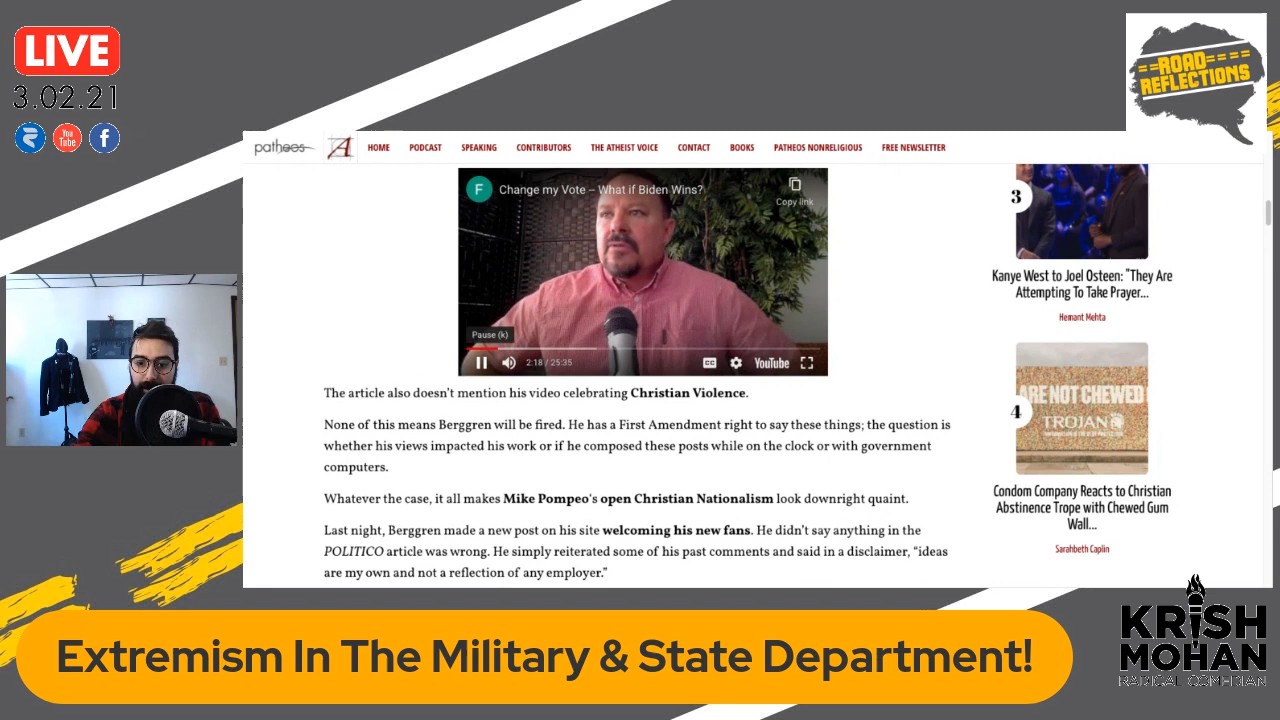 LIVE
3.02.21
You
Tube
ROAD
REFLECTIONS
patheos
HOME PODCAST SPEAKING CONTRIBUTORS THE ATHEIST VOICE CONTACT BOOKS PATHEOS NONRELIGIOUS FREE NEWSLETTER
F Change my Vote – What if Biden Wins?
Copy link
Pause (k)
2:18 / 25:35 CC YouTube
The article also doesn't mention his video celebrating Christian Violence.
None of this means Berggren will be fired. He has a First Amendment right to say these things; the question is
whether his views impacted his work or if he composed these posts while on the clock or with government
computers.
Whatever the case, it all makes Mike Pompeo's open Christian Nationalism look downright quaint.
Last night, Berggren made a new post on his site welcoming his new fans. He didn't say anything in the
POLITICO article was wrong. He simply reiterated some of his past comments and said in a disclaimer, “ideas
are my own and not a reflection of any employer.”
3
Kanye West to Joel Osteen: "They Are
Attempting To Take Prayer...
Hemant Mehta
ARE NOT CHEWED
4
TROJAN
Condom Company Reacts to Christian
Abstinence Trope with Chewed Gum
Wall...
Sarahbeth Caplin
Extremism In The Military & State Department!
KRISH
MOHAN
RADICAL COMEDIAN